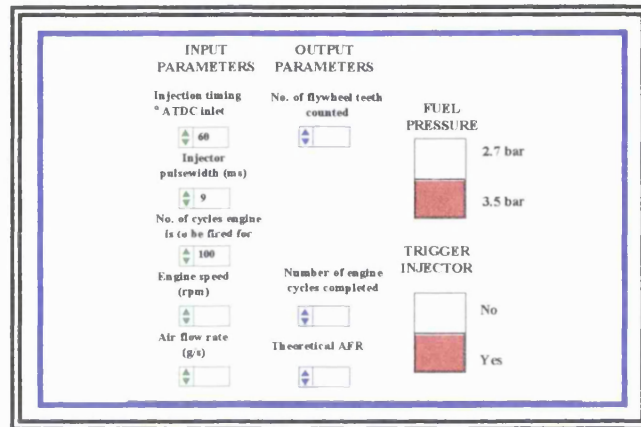 INPUT
PARAMETERS
Injection timing
° ATDC inlet
60
Injector
pulsewidth (ms)
9
No. of cycles engine
is to be fired for
100
Engine speed
(rpm)
Air flow rate
(g/s)
OUTPUT
PARAMETERS
No. of flywheel teeth
counted
Number of engine
cycles completed
Theoretical AFR
FUEL
PRESSURE
2.7 bar
3.5 bar
TRIGGER
INJECTOR
No
Yes